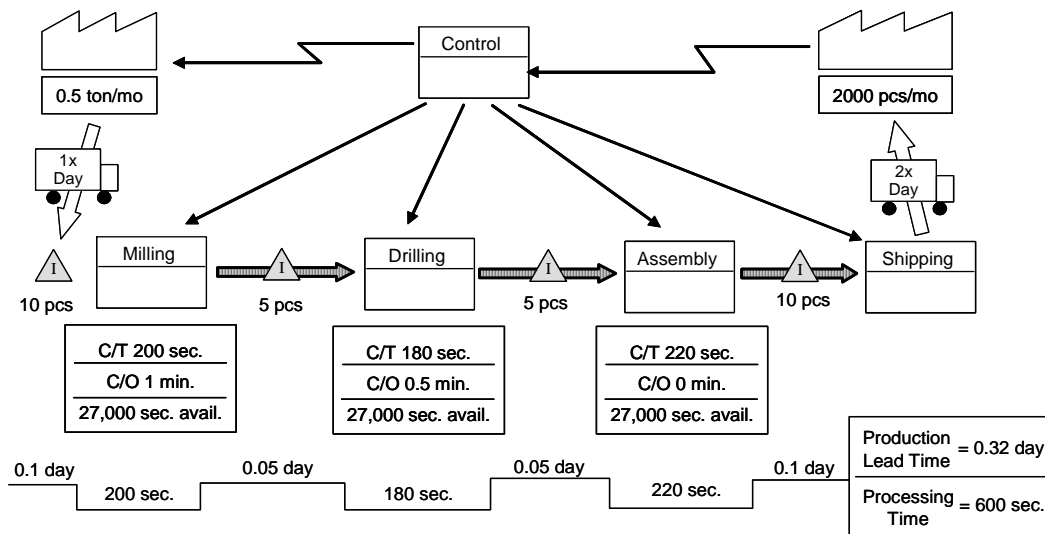 Control
0.5 ton/mo
2000 pcs/mo
1x
Day
2x
Day
I
Milling
I
Drilling
I
Assembly
I
Shipping
10 pcs
5 pcs
5 pcs
10 pcs
C/T 200 sec.
C/O 1 min.
27,000 sec. avail.
C/T 180 sec.
C/O 0.5 min.
27,000 sec. avail.
C/T 220 sec.
C/O 0 min.
27,000 sec. avail.
0.1 day
200 sec.
0.05 day
180 sec.
0.05 day
220 sec.
0.1 day
Production
Lead Time = 0.32 day
Processing
Time = 600 sec.